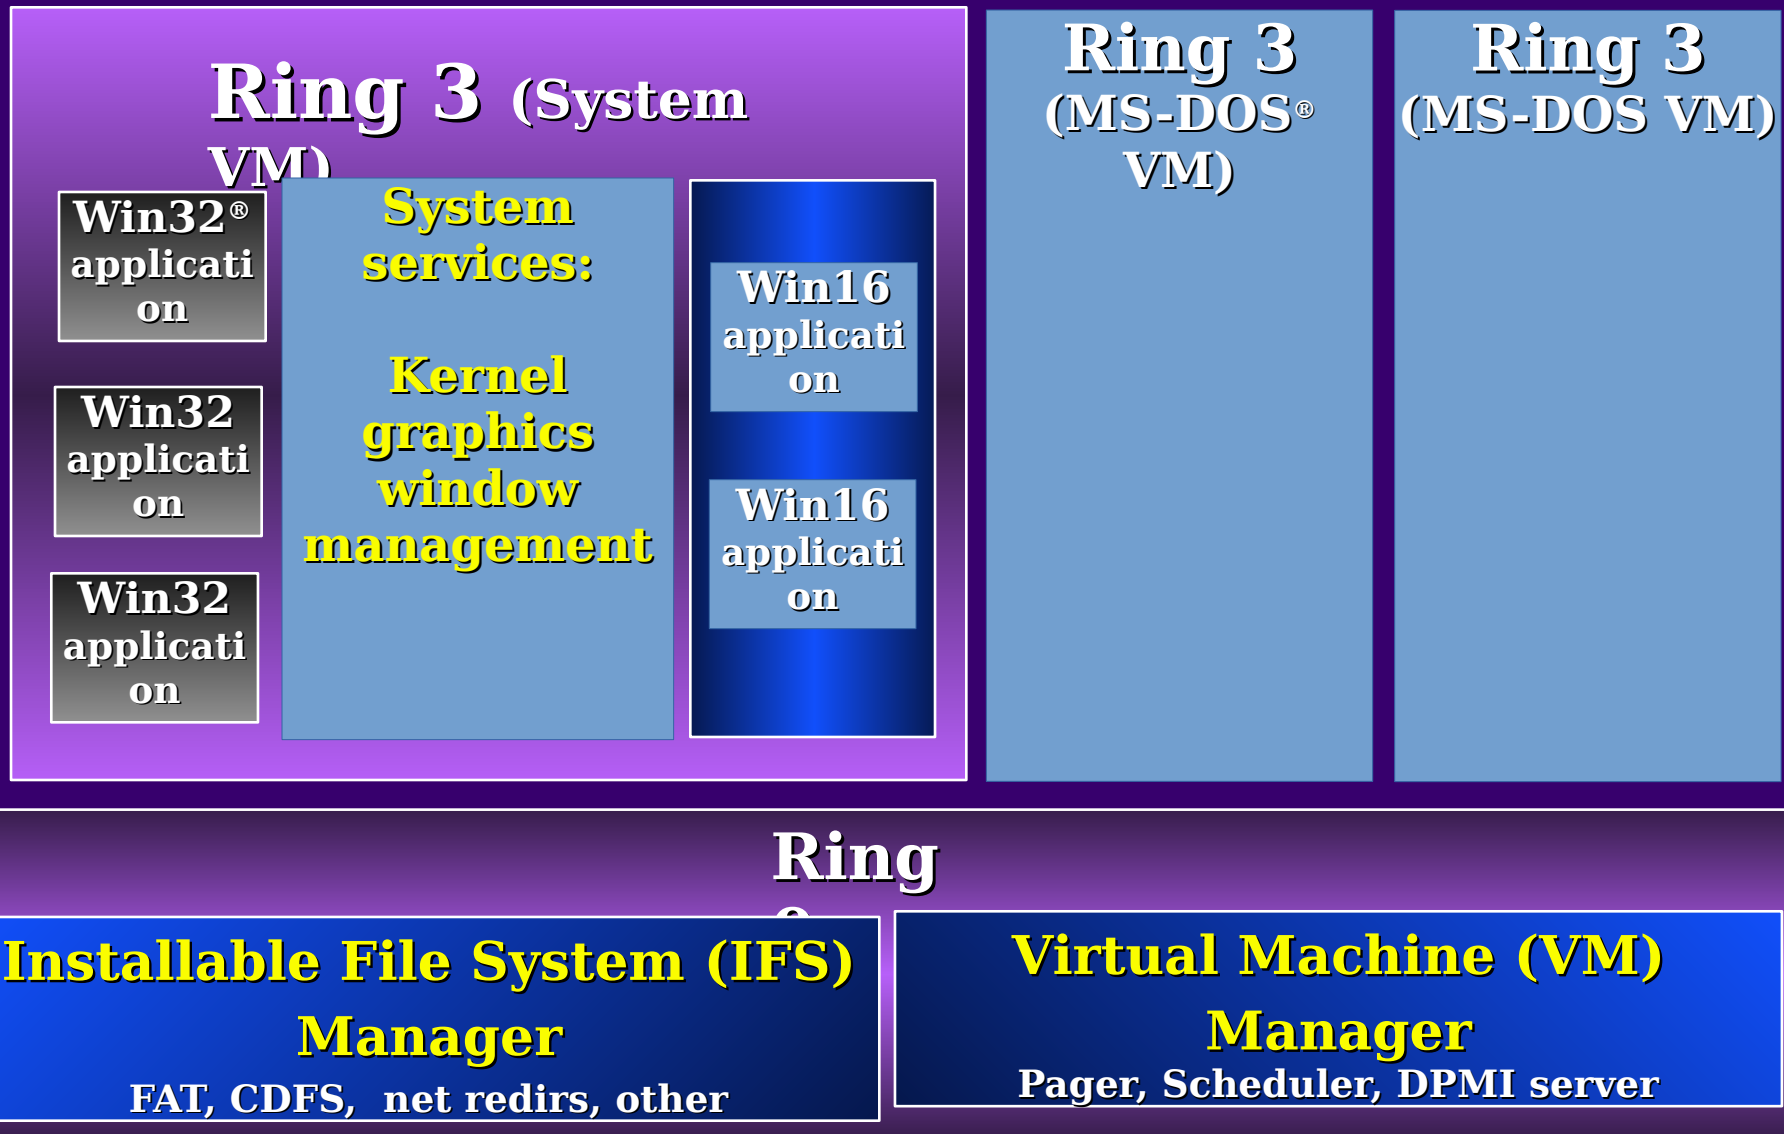 Ring 3 (System
VM)
Win32®
applicati
on
Win32
applicati
on
Win32
applicati
on
System
services:
Kernel
graphics
window
management
Win16
applicati
on
Win16
applicati
on
Ring 3
(MS-DOS®
VM)
Ring 3
(MS-DOS VM)
Ring
Installable File System (IFS)
Manager
FAT, CDFS, net redirs, other
Virtual Machine (VM)
Manager
Pager, Scheduler, DPMI server